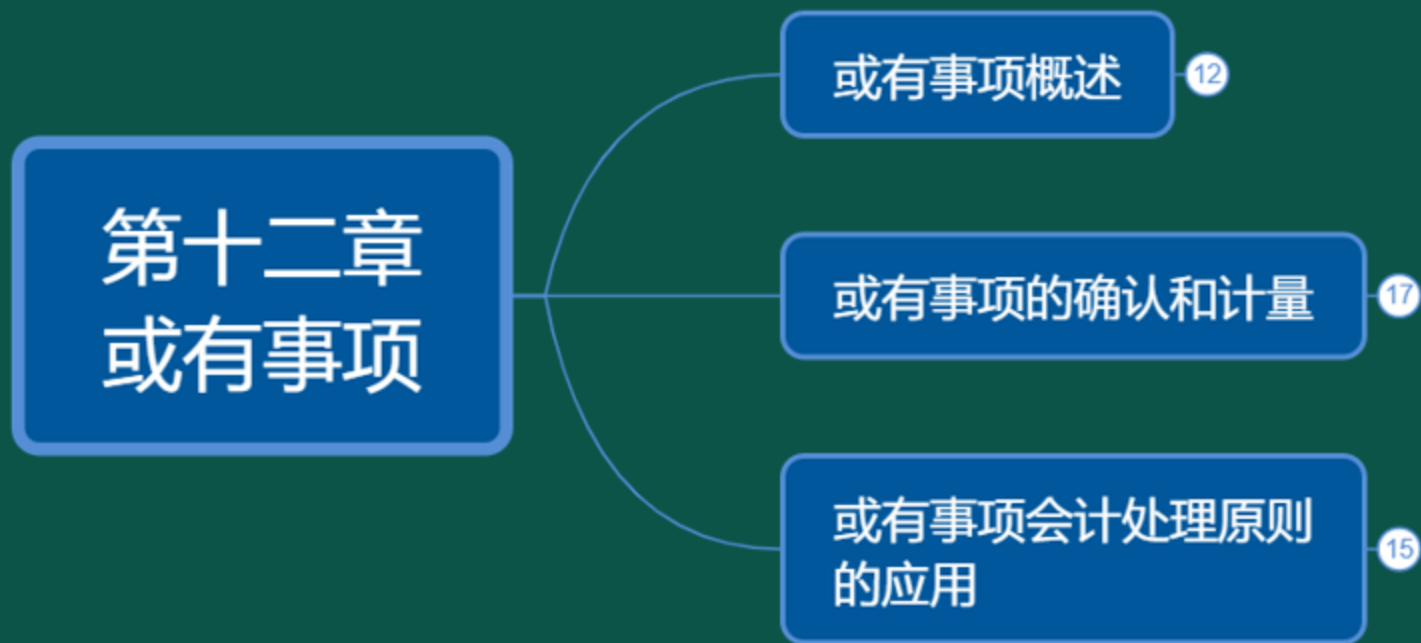 第十二章
或有事项
或有事项概述
12
或有事项的确认和计量
17
或有事项会计处理原则
的应用
15